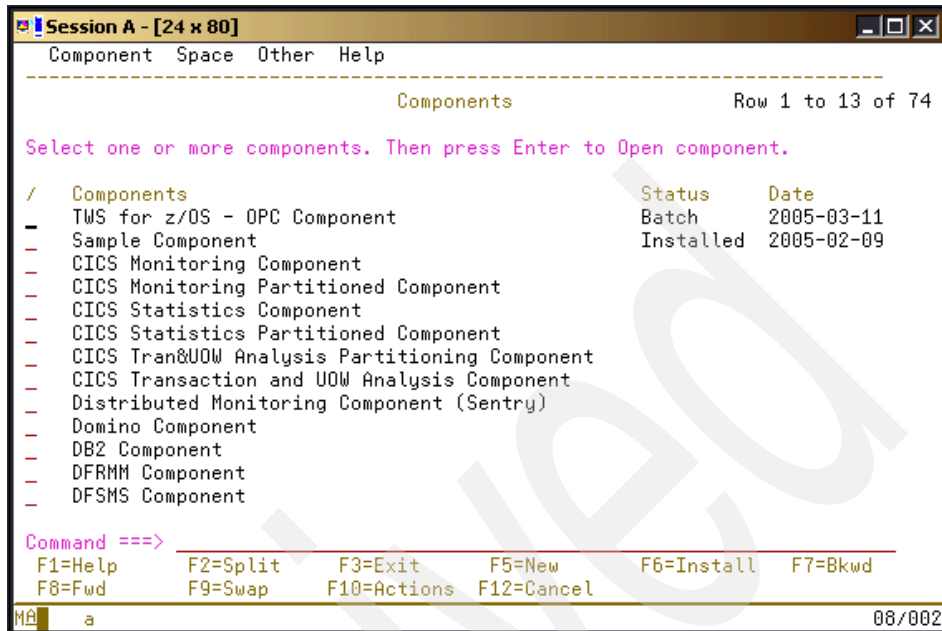 Session A - [24 x 80]
Component Space Other Help
---------------------------------------------------------------------------
Components Row 1 to 13 of 74
Select one or more components. Then press Enter to Open component.
/ Components Status Date
_ TWS for z/OS - OPC Component Batch 2005-03-11
_ Sample Component Installed 2005-02-09
_ CICS Monitoring Component
_ CICS Monitoring Partitioned Component
_ CICS Statistics Component
_ CICS Statistics Partitioned Component
_ CICS Tran&UOW Analysis Partitioning Component
_ CICS Transaction and UOW Analysis Component
_ Distributed Monitoring Component (Sentry)
_ Domino Component
_ DB2 Component
_ DFRMM Component
_ DFSMS Component
Command ===> 
F1=Help F2=Split F3=Exit F5=New F6=Install F7=Bkwd
F8=Fwd F9=Swap F10=Actions F12=Cancel
MA a 08/002